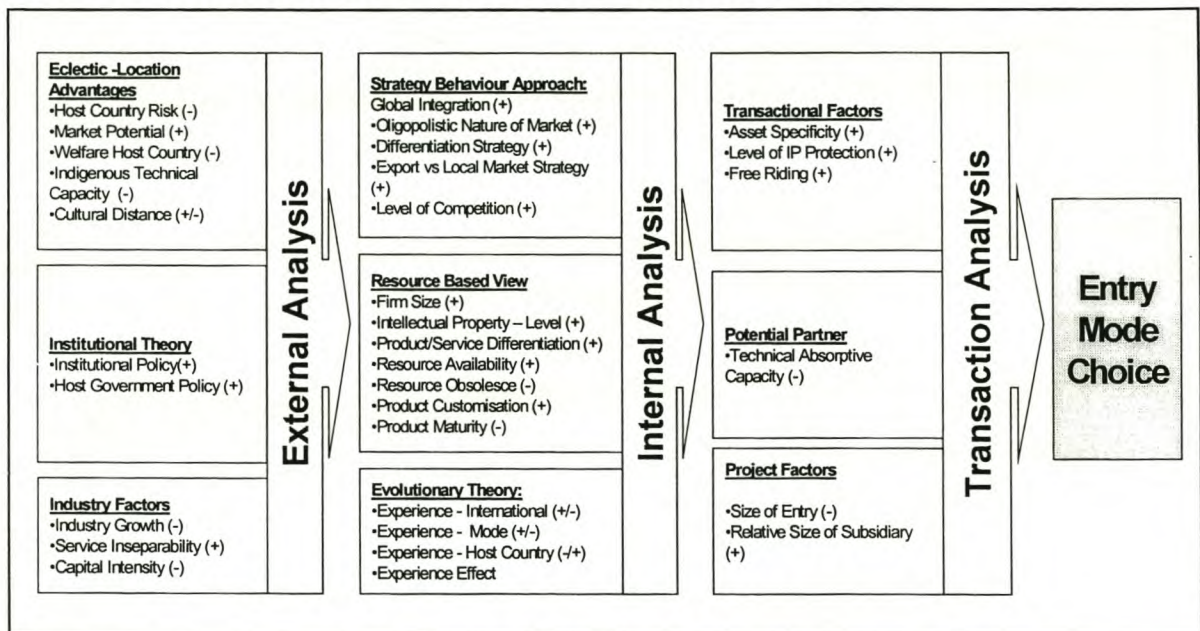 Eclectic -Location
Advantages
•Host Country Risk (-)
•Market Potential (+)
•Welfare Host Country (-)
•Indigenous Technical
Capacity (-)
•Cultural Distance (+/-)
Institutional Theory
•Institutional Policy(+)
•Host Government Policy (+)
Industry Factors
•Industry Growth (-)
•Service Inseparability (+)
•Capital Intensity (-)
External Analysis
Strategy Behaviour Approach:
Global Integration (+)
•Oligopolistic Nature of Market (+)
•Differentiation Strategy (+)
•Export vs Local Market Strategy
(+)
•Level of Competition (+)
Resource Based View
•Firm Size (+)
•Intellectual Property – Level (+)
•Product/Service Differentiation (+)
•Resource Availability (+)
•Resource Obsolesce (-)
•Product Customisation (+)
•Product Maturity (-)
Evolutionary Theory:
•Experience - International (+/-)
•Experience - Mode (+/-)
•Experience - Host Country (-/+)
•Experience Effect
Internal Analysis
Transactional Factors
•Asset Specificity (+)
•Level of IP Protection (+)
•Free Riding (+)
Potential Partner
•Technical Absorptive
Capacity (-)
Project Factors
•Size of Entry (-)
•Relative Size of Subsidiary
(+)
Transaction Analysis
Entry
Mode
Choice